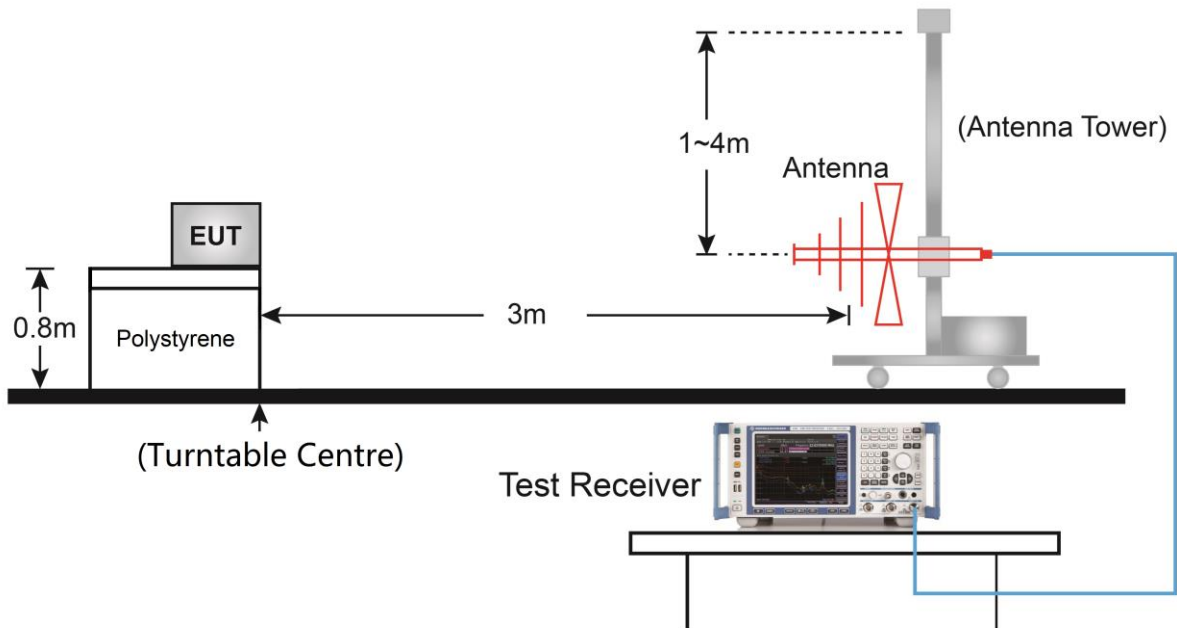 1~4m
(Antenna Tower)
Antenna
EUT
0.8m
Polystyrene
3m
(Turntable Centre)
Test Receiver